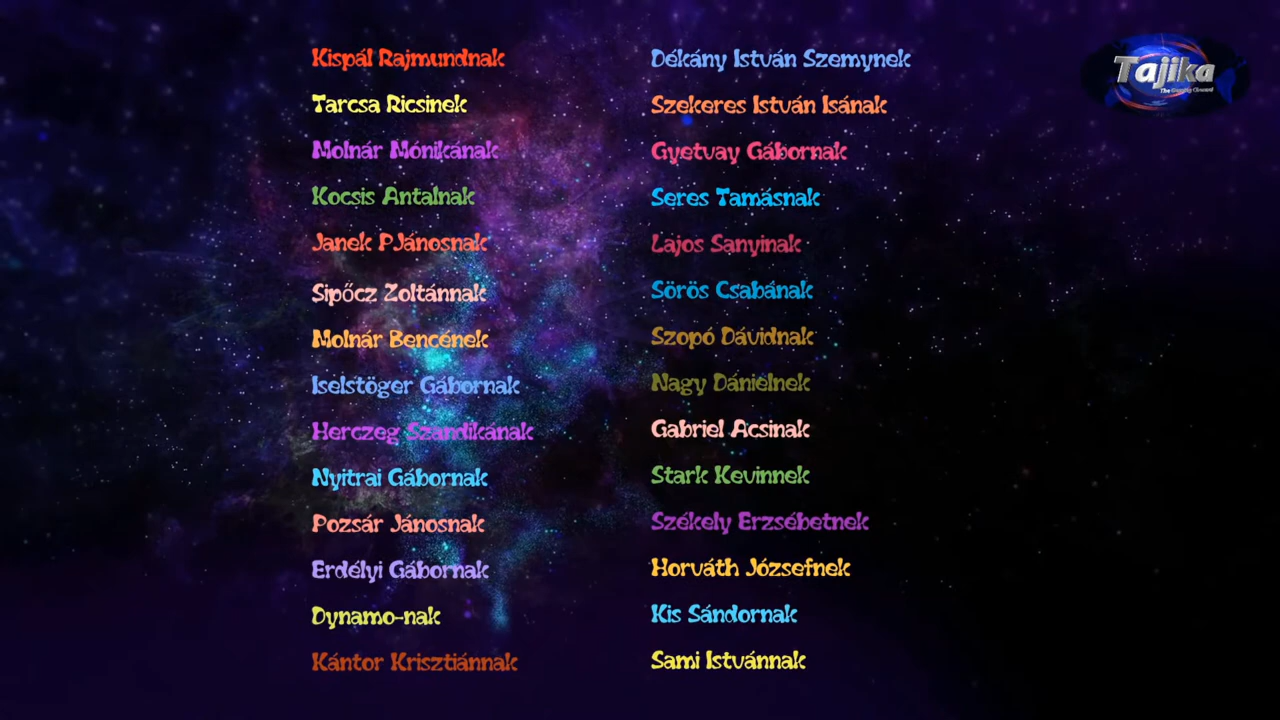 Kispál Rajmundnak
Tarcsa Ricsinek
Molnár Mónikának
Kocsis Antalnak
Janek PJánosnak
Sipőcz Zoltánnak
Molnár Bencének
Iselstöger Gábornak
Herczeg Szandikának
Nyitrai Gábornak
Pozsár Jánosnak
Erdélyi Gábornak
Dynamo-nak
Kántor Krisztiánnak
Dékány István Szemynek
Szekeres István Isának
Gyetvay Gábornak
Seres Tamásnak
Lajos Sanyinak
Sörös Csabának
Szopó Dávidnak
Nagy Dánielnek
Gabriel Acsinak
Stark Kevinnek
Székely Erzsébetnek
Horváth Józsefnek
Kis Sándornak
Sami Istvánnak
Tajika
The Gaming